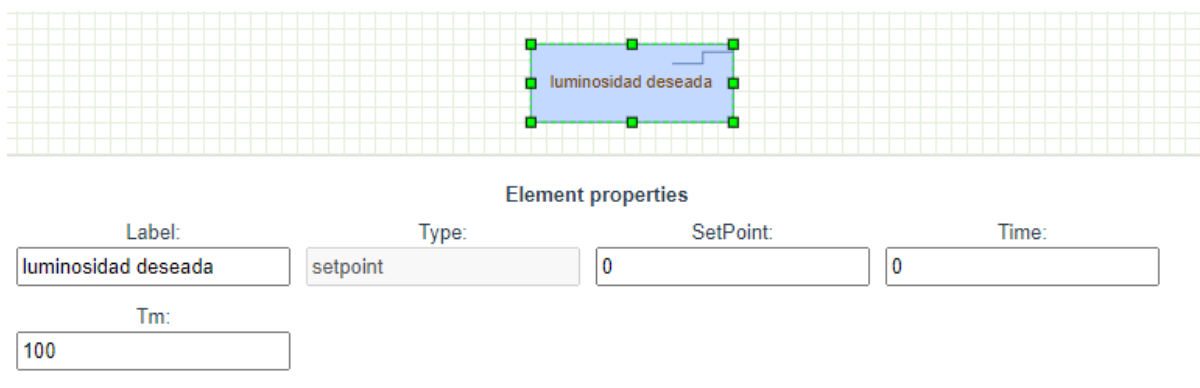 luminosidad deseada
Element properties
Label: Type: SetPoint: Time:
luminosidad deseada setpoint 0 0
Tm:
100